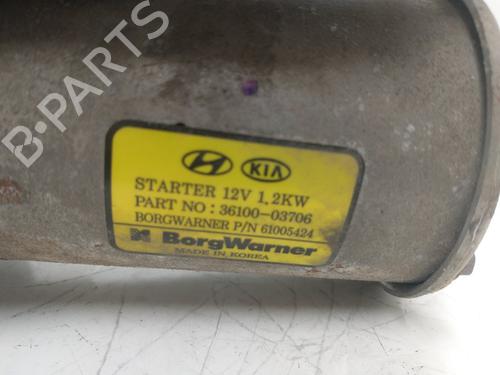 B-PARTS
KIA
STARTER 12V 1.2KW
PART NO : 36100-03706
BORGWARNER P/N 61005424
BorgWarner
MADE IN KOREA